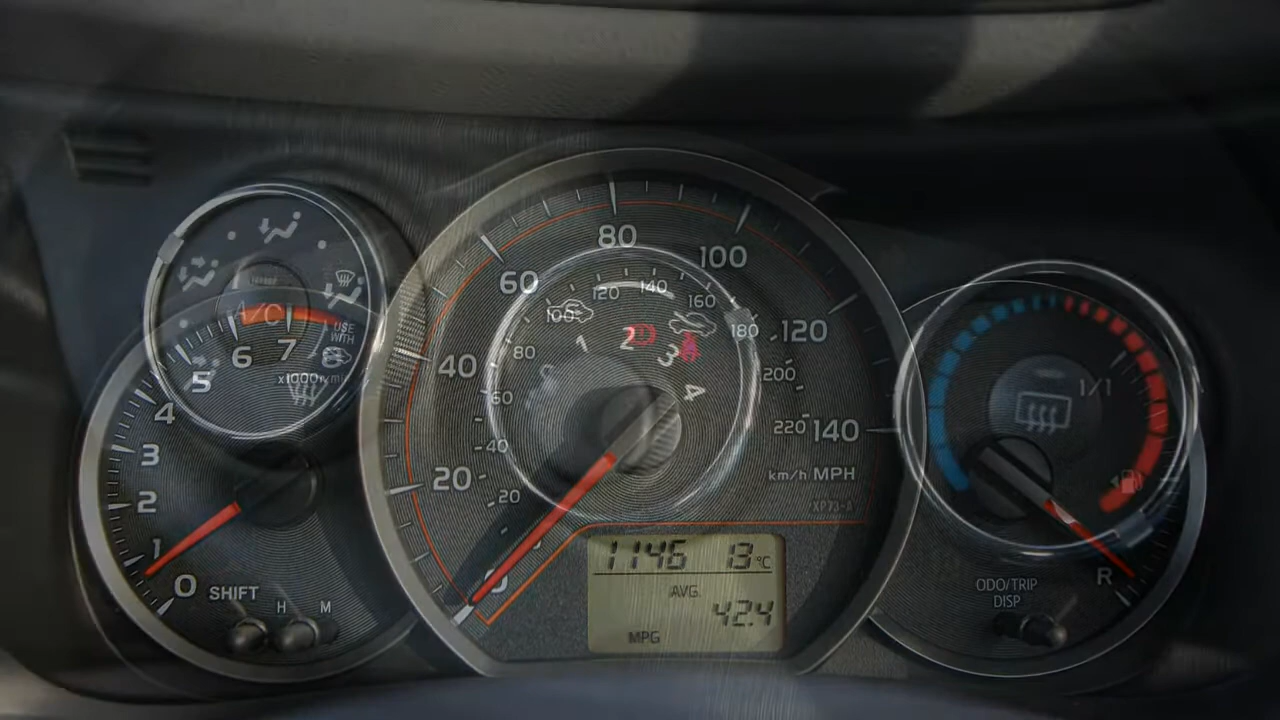 80
100
60
120 140
160
100
120
180
1 2 3 4
40
80
200
60
220 140
40
km/h MPH
20
20
XP73-A
0
A/C
USE
WITH
6 7
5
x1000r/min
4
3
2
1
0 SHIFT
H M
1146 13 °C
AVG.
42.4
MPG
1/1
R
ODO/TRIP
DISP